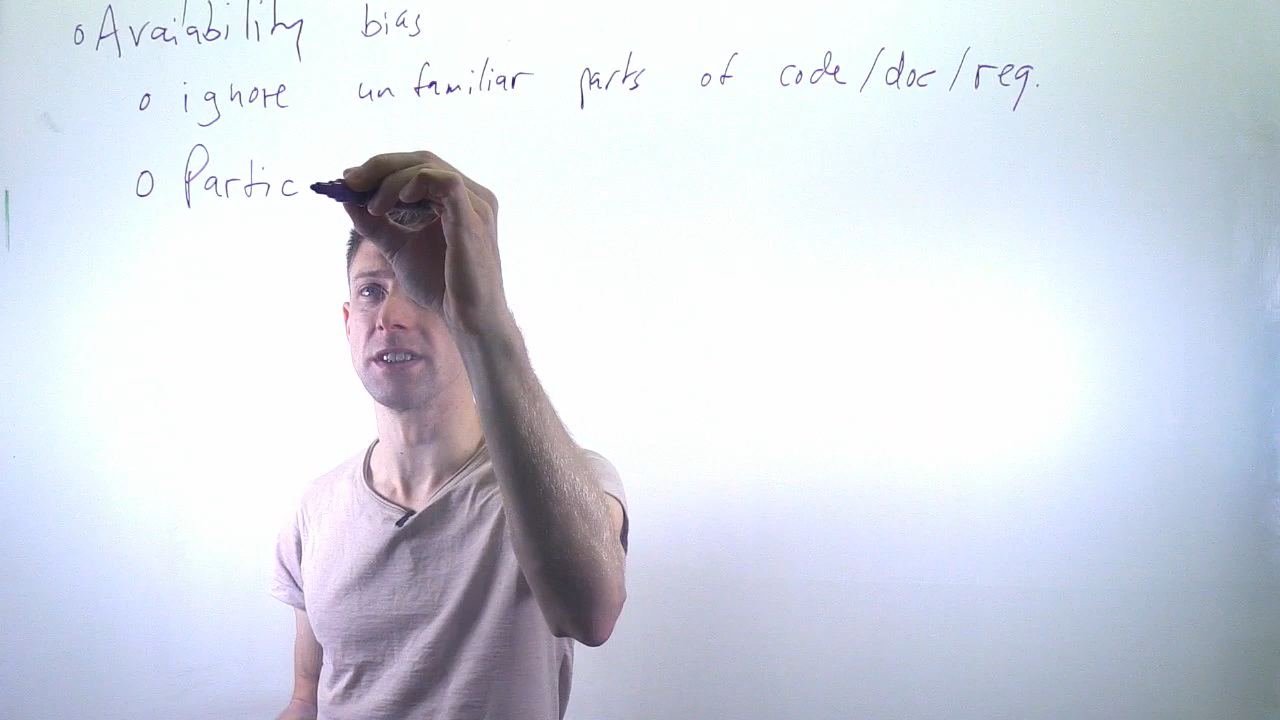 o Availability bias
o ignore unfamiliar parts of code/doc/req.
o Partic